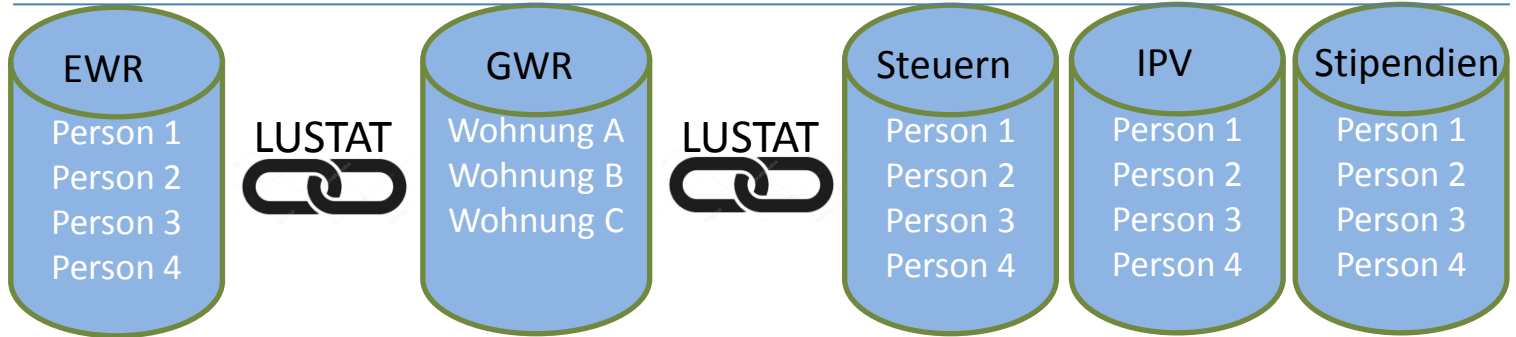 EWR
Person 1
Person 2
Person 3
Person 4
LUSTAT
GWR
Wohnung A
Wohnung B
Wohnung C
LUSTAT
Steuern
Person 1
Person 2
Person 3
Person 4
IPV
Person 1
Person 2
Person 3
Person 4
Stipendien
Person 1
Person 2
Person 3
Person 4